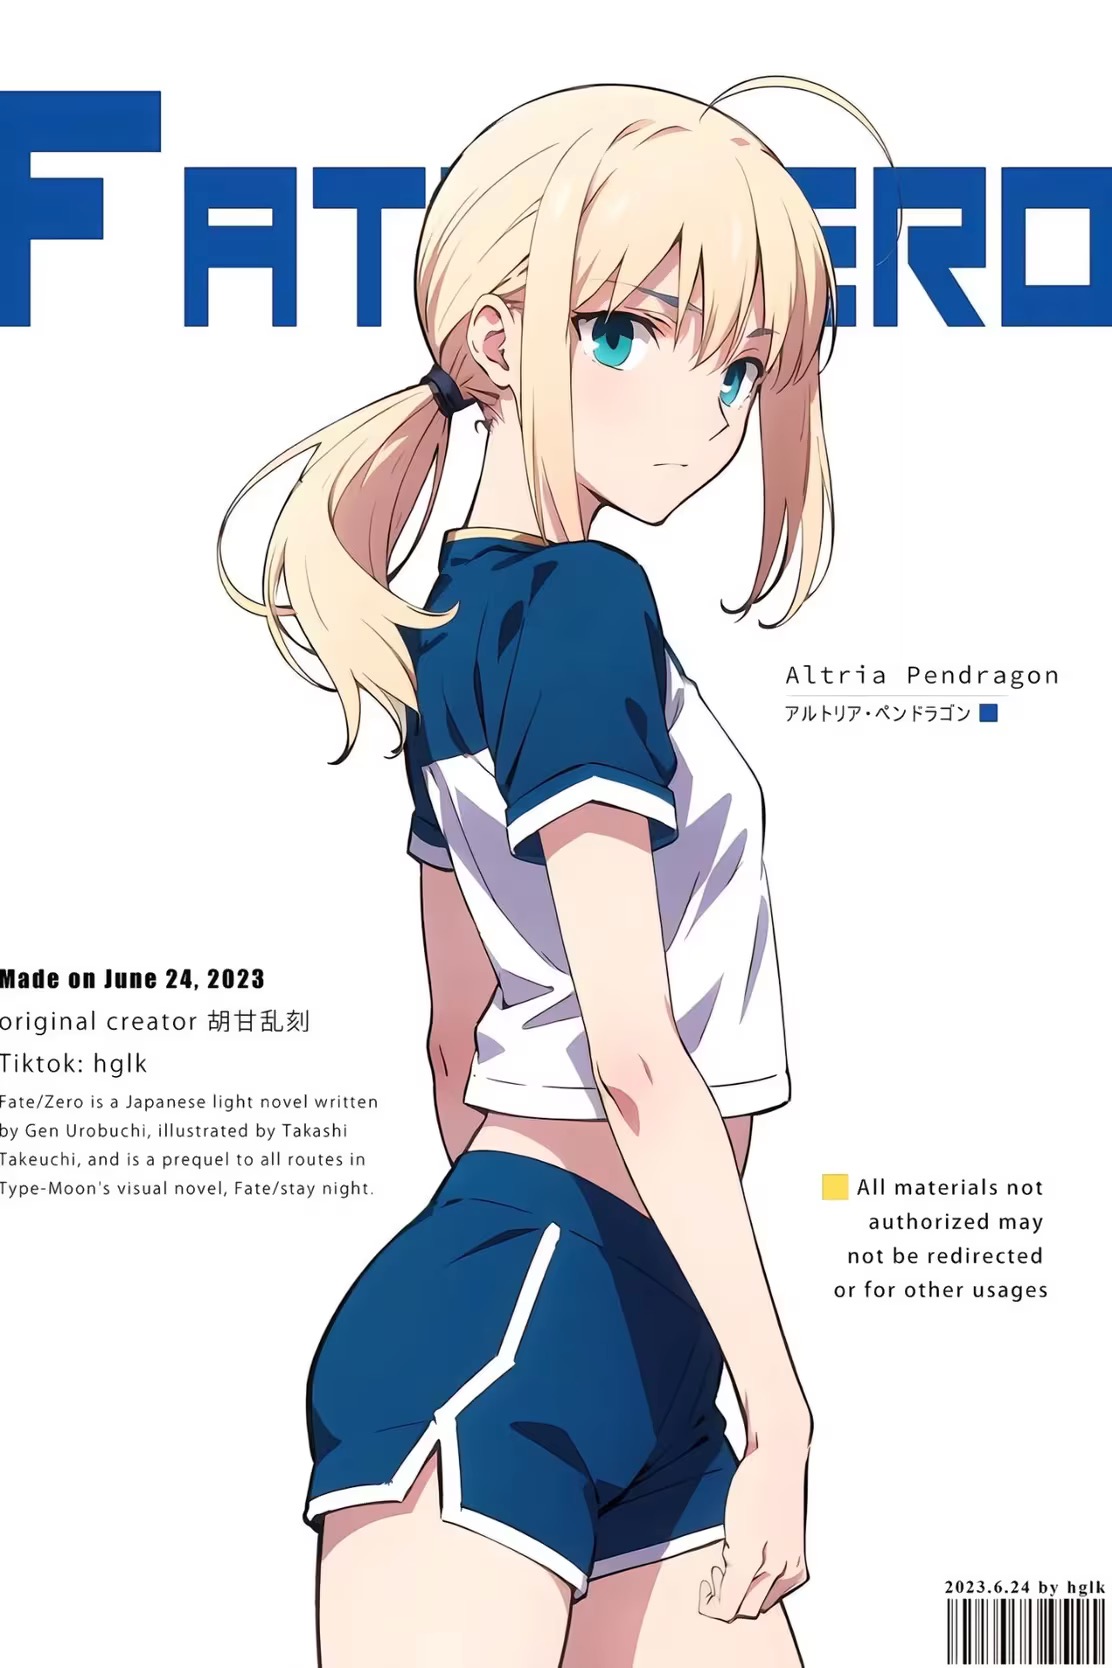 FAT ERO
Altria Pendragon
アルトリア・ペンドラゴン
Made on June 24, 2023
original creator 胡甘乱刻
Tiktok: hglk
Fate/Zero is a Japanese light novel written
by Gen Urobuchi, illustrated by Takashi
Takeuchi, and is a prequel to all routes in
Type-Moon's visual novel, Fate/stay night.
All materials not
authorized may
not be redirected
or for other usages
2023.6.24 by hglk